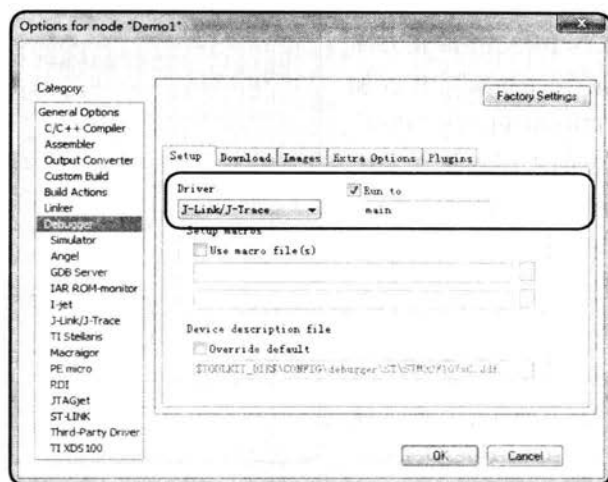 Options for node "Demo1"
Category:
Factory Settings
General Options
C/C++ Compiler
Assembler
Output Converter
Custom Build
Build Actions
Linker
Debugger
Simulator
Angel
GDB Server
IAR ROM-monitor
I-jet
J-Link/J-Trace
TI Stellaris
Macraigor
PE micro
RDI
JTAGjet
ST-LINK
Third-Party Driver
TI XDS100
Setup Download Images Extra Options Plugins
Driver
Run to
J-Link/J-Trace
main
Setup macros
Use macro file(s)
Device description file
Override default
OK Cancel